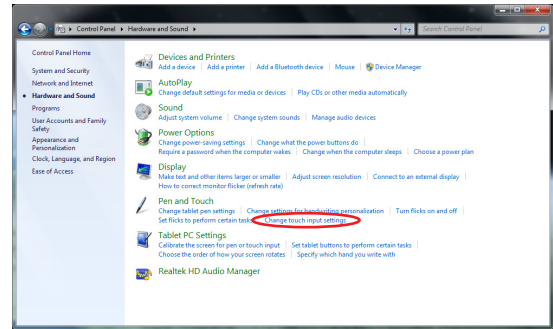 Control Panel ▸ Hardware and Sound ▸
Search Control Panel
Control Panel Home
System and Security
Network and Internet
Hardware and Sound
Programs
User Accounts and Family
Safety
Appearance and
Personalization
Clock, Language, and Region
Ease of Access
Devices and Printers
Add a device | Add a printer | Add a Bluetooth device | Mouse | Device Manager
AutoPlay
Change default settings for media or devices | Play CDs or other media automatically
Sound
Adjust system volume | Change system sounds | Manage audio devices
Power Options
Change power-saving settings | Change what the power buttons do |
Require a password when the computer wakes | Change when the computer sleeps | Choose a power plan
Display
Make text and other items larger or smaller | Adjust screen resolution | Connect to an external display |
How to correct monitor flicker (refresh rate)
Pen and Touch
Change tablet pen settings | Change settings for handwriting personalization | Turn flicks on and off |
Set flicks to perform certain tasks | Change touch input settings
Tablet PC Settings
Calibrate the screen for pen or touch input | Set tablet buttons to perform certain tasks |
Choose the order of how your screen rotates | Specify which hand you write with
Realtek HD Audio Manager